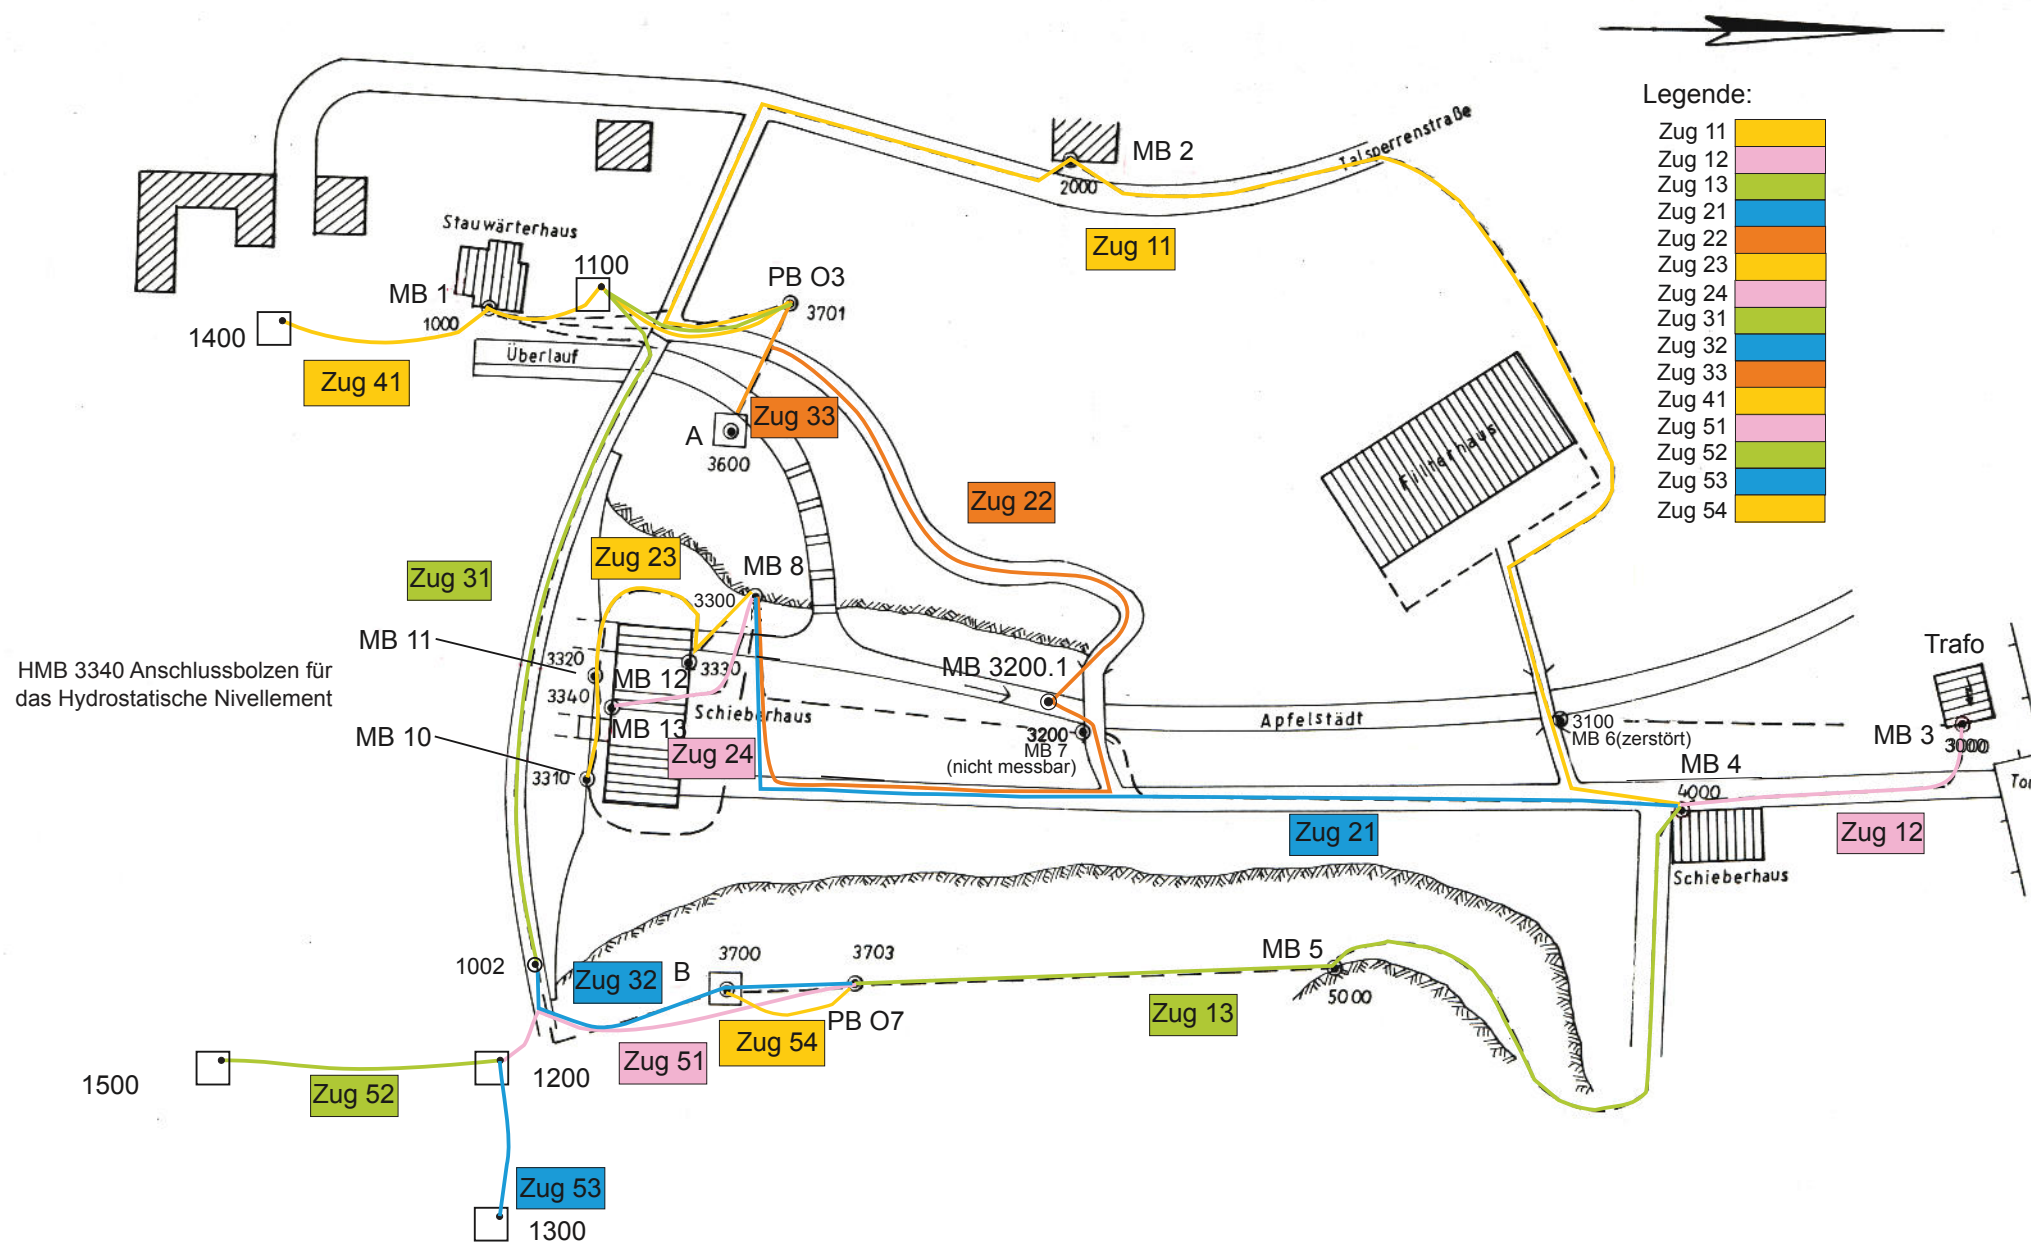 Legende:
Zug 11
Zug 12
Zug 13
Zug 21
Zug 22
Zug 23
Zug 24
Zug 31
Zug 32
Zug 33
Zug 41
Zug 51
Zug 52
Zug 53
Zug 54
Talsperrenstraße
MB 2
2000
Zug 11
Stauwärterhaus
1100
MB 1
1000
PB O3
3701
1400
Überlauf
Zug 41
Zug 33
A
3600
Filterhaus
Zug 22
Zug 23
MB 8
Zug 31
3300
MB 11
HMB 3340 Anschlussbolzen für
das Hydrostatische Nivellement
3320
MB 12
3330
3340
MB 13
Schieberhaus
MB 10
3310
Zug 24
MB 3200.1
3200
MB 7
(nicht messbar)
Apfelstädt
3100
MB 6(zerstört)
Trafo
MB 3
3000
MB 4
4000
Zug 21
Zug 12
Schieberhaus
1002
Zug 32
B
3700
3703
MB 5
5000
Zug 13
PB O7
Zug 54
Zug 51
1500
Zug 52
1200
Zug 53
1300